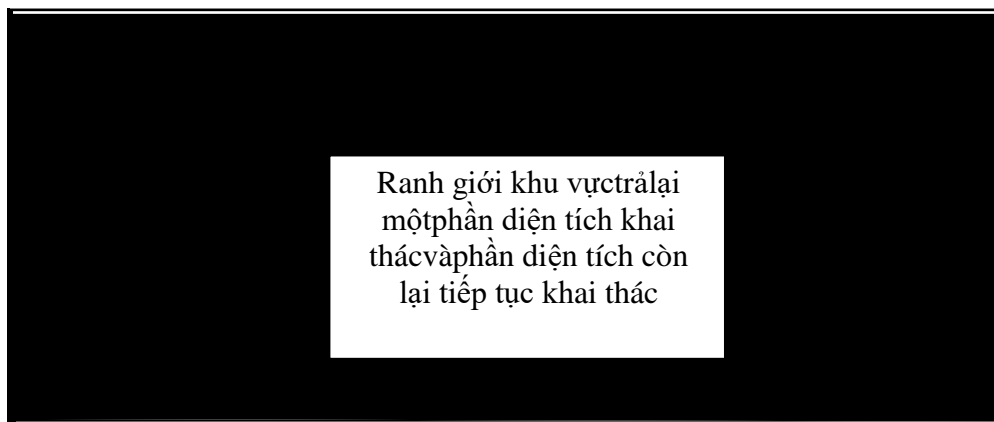 Ranh giới khu vựctrảlại
mộtphần diện tích khai
thácvàphần diện tích còn
lại tiếp tục khai thác